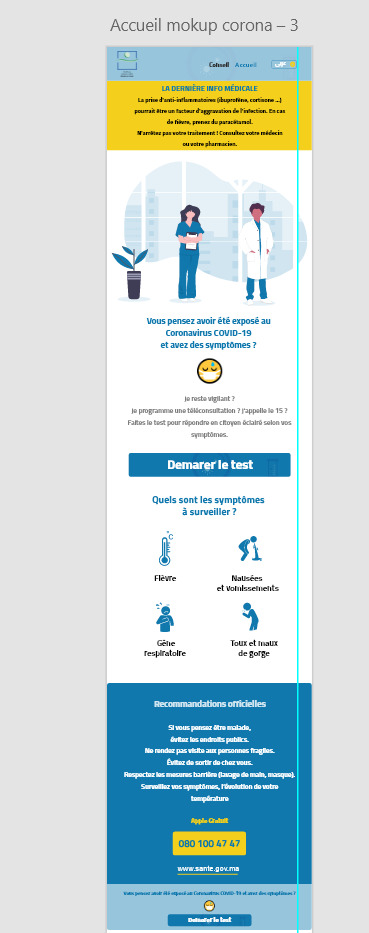 Accueil mokup corona – 3
Conseil Accueil
LA DERNIÈRE INFO MÉDICALE
La prise d'anti-inflammatoires (ibuprofène, cortisone ...)
pourrait être un facteur d'aggravation de l'infection. En cas
de fièvre, prenez du paracétamol.
N'arrêtez pas votre traitement ! Consultez votre médecin
ou votre pharmacien.
Vous pensez avoir été exposé au
Coronavirus COVID-19
et avez des symptômes ?
Je reste vigilant ?
Je programme une téléconsultation ? J'appelle le 15 ?
Faites le test pour répondre en citoyen éclairé selon vos
symptômes.
Demarer le test
Quels sont les symptômes
à surveiller ?
°C
Fièvre
Nausées
et Vomissements
Gêne
respiratoire
Toux et maux
de gorge
Recommandations officielles
Si vous pensez être malade,
évitez les endroits publics.
Ne rendez pas visite aux personnes fragiles.
Évitez de sortir de chez vous.
Respectez les mesures barrière (lavage de main, masque).
Surveillez vos symptômes, l'évolution de votre
température
Apple Gratuit
080 100 47 47
www.sante.gov.ma
Vous pensez avoir été exposé au Coronavirus COVID-19 et avez des symptômes ?
Demarer le test